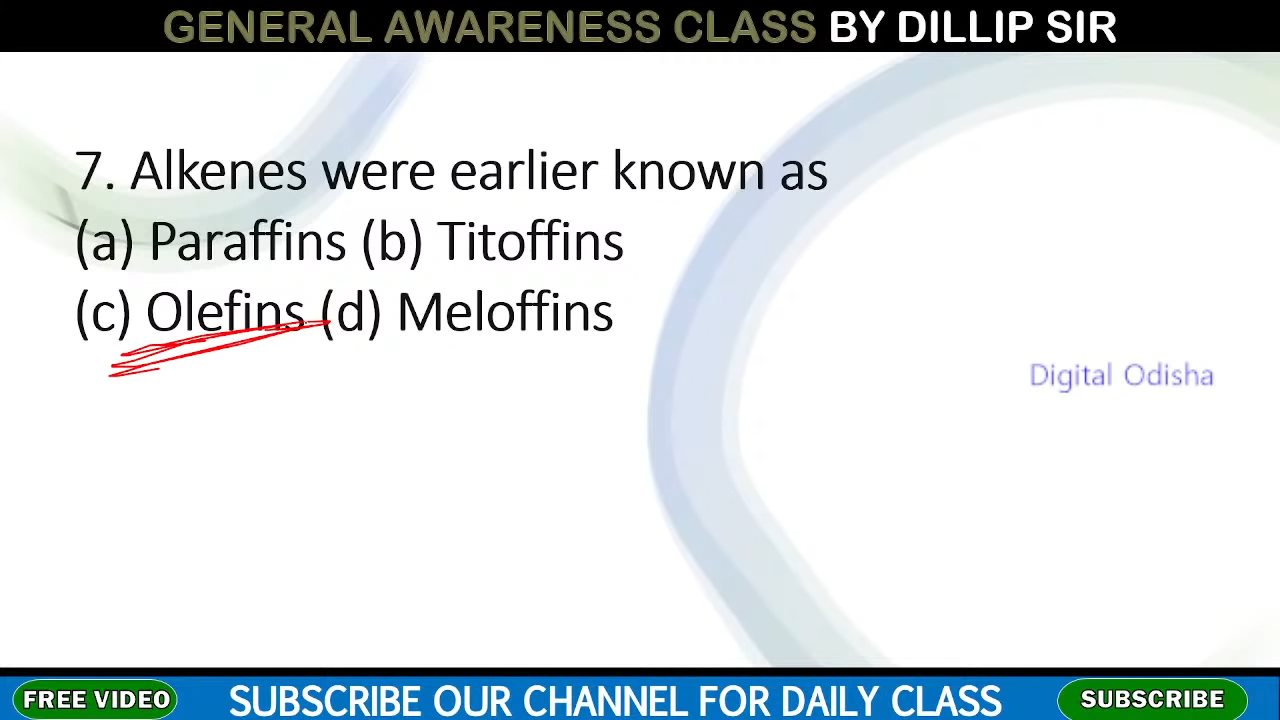 GENERAL AWARENESS CLASS BY DILLIP SIR
7. Alkenes were earlier known as
(a) Paraffins (b) Titoffins
(c) Olefins (d) Meloffins
Digital Odisha
FREE VIDEO SUBSCRIBE OUR CHANNEL FOR DAILY CLASS SUBSCRIBE